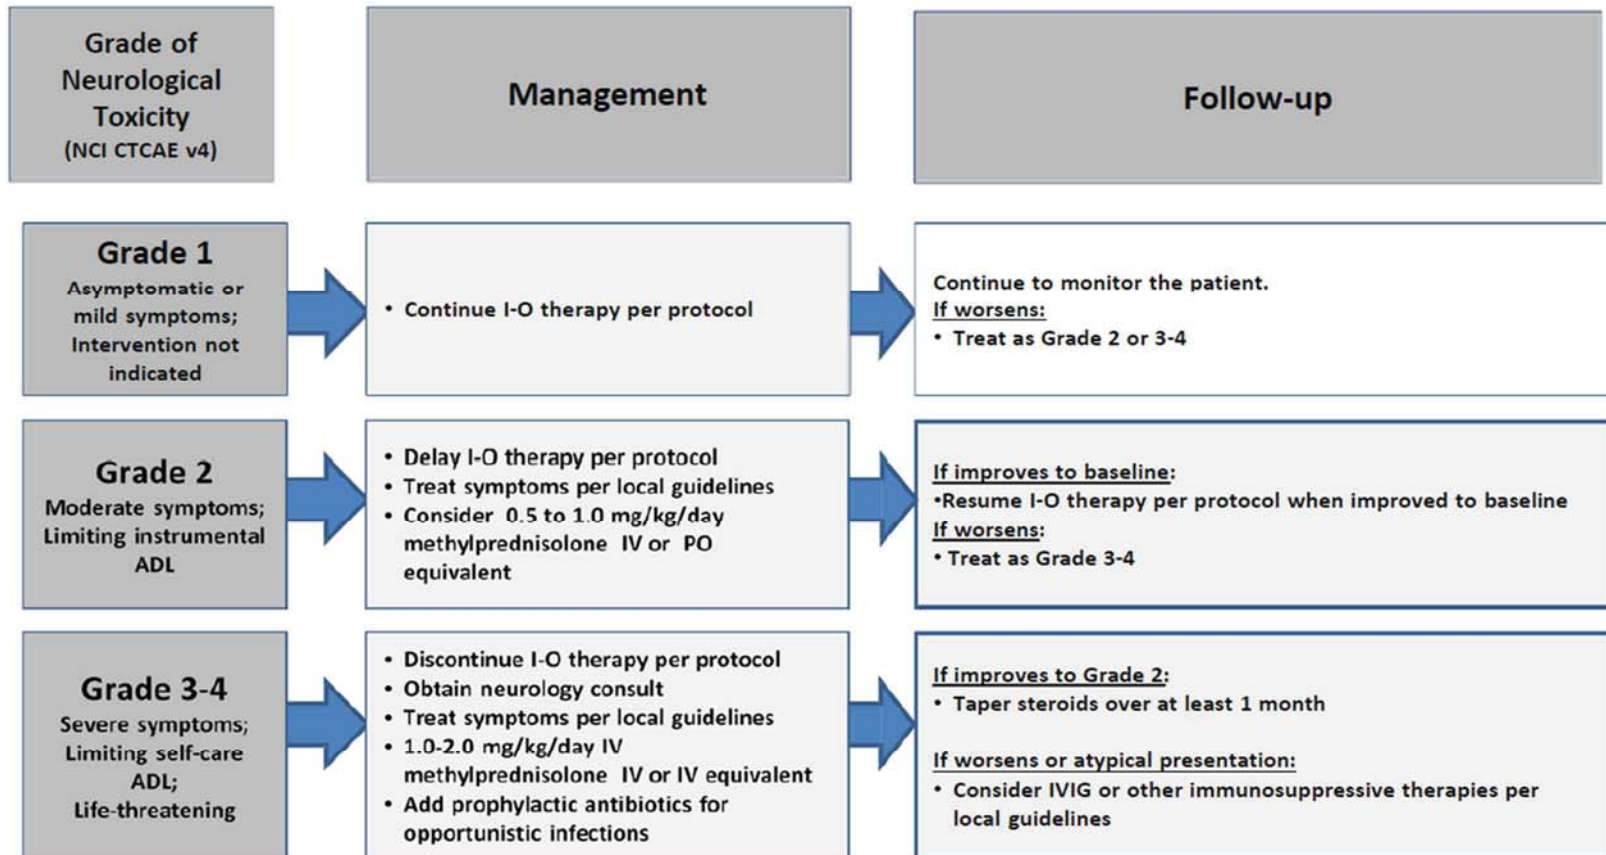 Grade of
Neurological
Toxicity
(NCI CTCAE v4)
Management
Follow-up
Grade 1
Asymptomatic or
mild symptoms;
Intervention not
indicated
• Continue I-O therapy per protocol
Continue to monitor the patient.
If worsens:
• Treat as Grade 2 or 3-4
Grade 2
Moderate symptoms;
Limiting instrumental
ADL
• Delay I-O therapy per protocol
• Treat symptoms per local guidelines
• Consider 0.5 to 1.0 mg/kg/day
methylprednisolone IV or PO
equivalent
If improves to baseline:
•Resume I-O therapy per protocol when improved to baseline
If worsens:
• Treat as Grade 3-4
Grade 3-4
Severe symptoms;
Limiting self-care
ADL;
Life-threatening
• Discontinue I-O therapy per protocol
• Obtain neurology consult
• Treat symptoms per local guidelines
• 1.0-2.0 mg/kg/day IV
methylprednisolone IV or IV equivalent
• Add prophylactic antibiotics for
opportunistic infections
If improves to Grade 2:
• Taper steroids over at least 1 month
If worsens or atypical presentation:
• Consider IVIG or other immunosuppressive therapies per
local guidelines